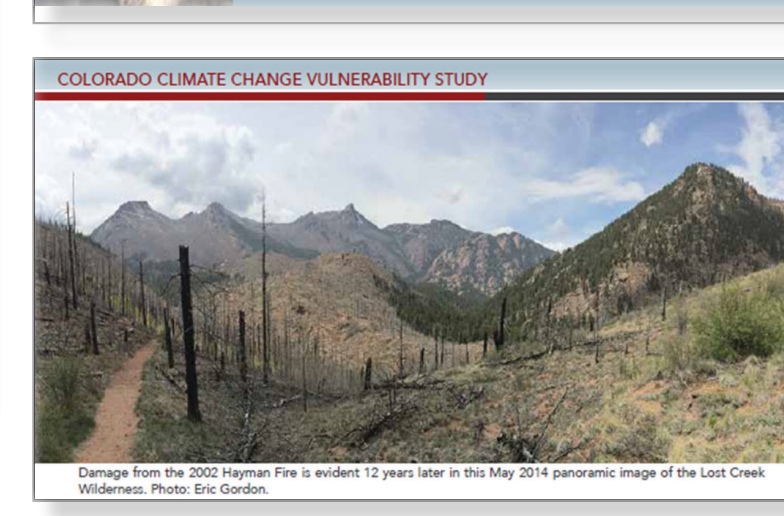 COLORADO CLIMATE CHANGE VULNERABILITY STUDY
Damage from the 2002 Hayman Fire is evident 12 years later in this May 2014 panoramic image of the Lost Creek
Wilderness. Photo: Eric Gordon.